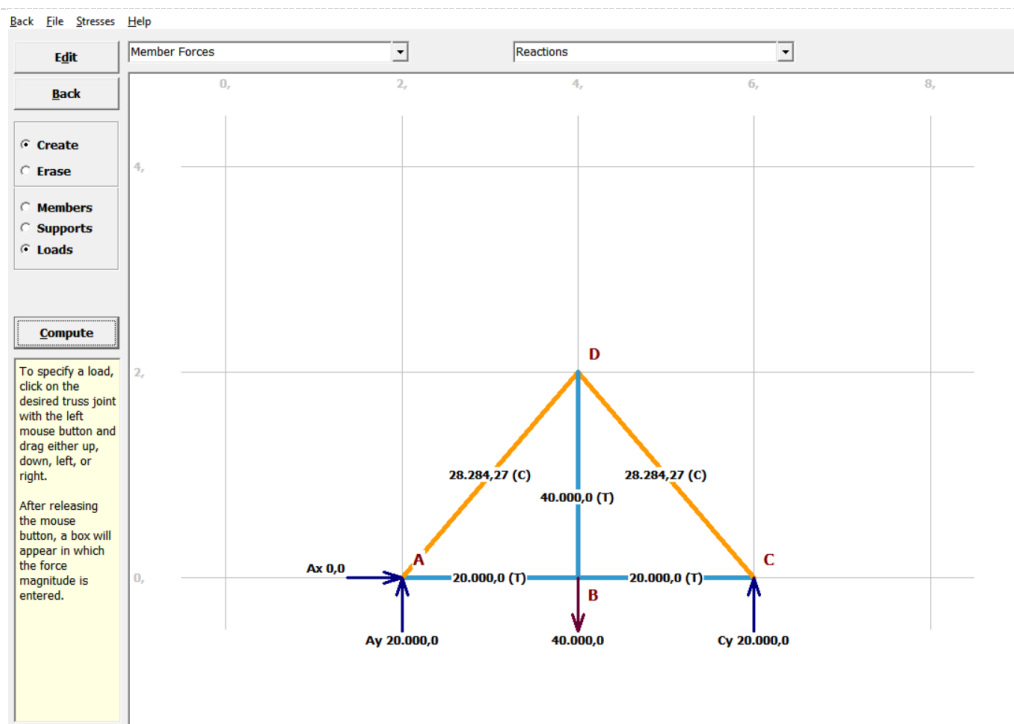 Back File Stresses Help
Edit
Member Forces
Reactions
Back
Create
Erase
Members
Supports
Loads
Compute
To specify a load,
click on the
desired truss joint
with the left
mouse button and
drag either up,
down, left, or
right.
After releasing
the mouse
button, a box will
appear in which
the force
magnitude is
entered.
0, 2, 4, 6, 8,
4,
2,
D
28.284,27 (C) 28.284,27 (C)
40.000,0 (T)
A C
Ax 0,0
0, 20.000,0 (T) 20.000,0 (T)
B
Ay 20.000,0 40.000,0 Cy 20.000,0